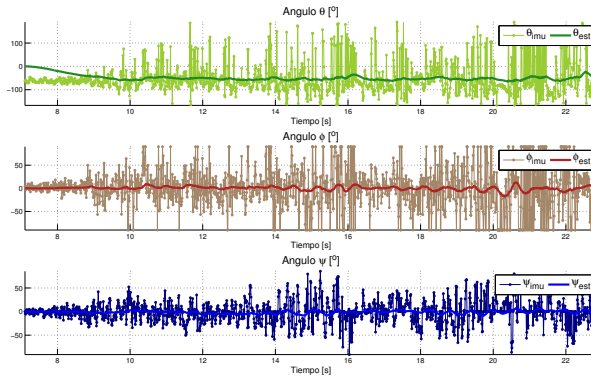 Angulo θ [º]
θimu θest
100
0
−100
8 10 12 14 16 18 20 22
Tiempo [s]
Angulo ϕ [º]
ϕimu ϕest
50
0
−50
8 10 12 14 16 18 20 22
Tiempo [s]
Angulo ψ [º]
ψimu ψest
50
0
−50
8 10 12 14 16 18 20 22
Tiempo [s]